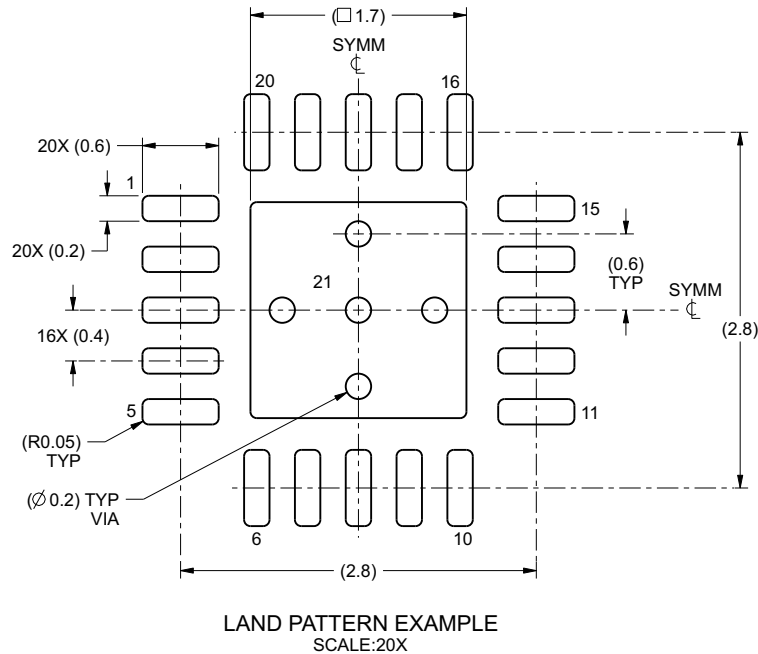 (□ 1.7)
SYMM
℄
20
16
20X (0.6)
1
15
20X (0.2)
(0.6)
TYP
21
SYMM
℄
16X (0.4)
(2.8)
5
11
(R0.05)
TYP
(Ø 0.2) TYP
VIA
6
10
(2.8)
LAND PATTERN EXAMPLE
SCALE:20X